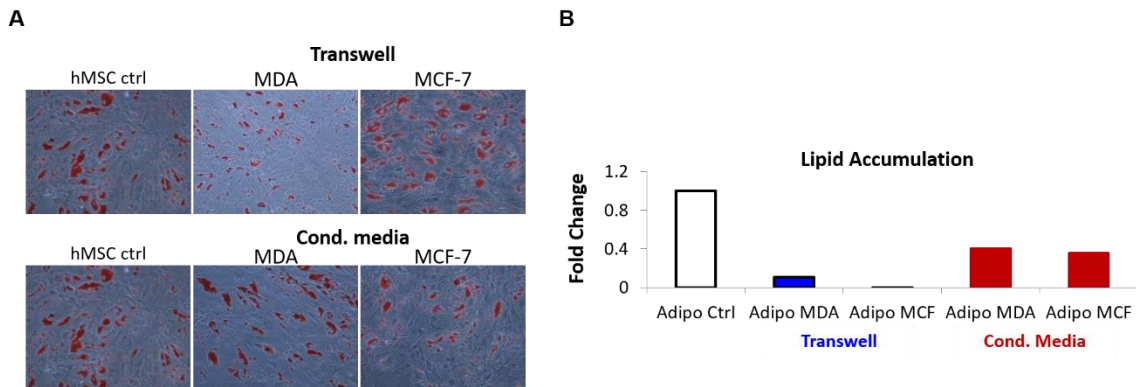 A
Transwell
hMSC ctrl MDA MCF-7
Cond. media
hMSC ctrl MDA MCF-7
B
Lipid Accumulation
Fold Change
1.2
0.8
0.4
0
Adipo Ctrl Adipo MDA Adipo MCF Adipo MDA Adipo MCF
Transwell Cond. Media